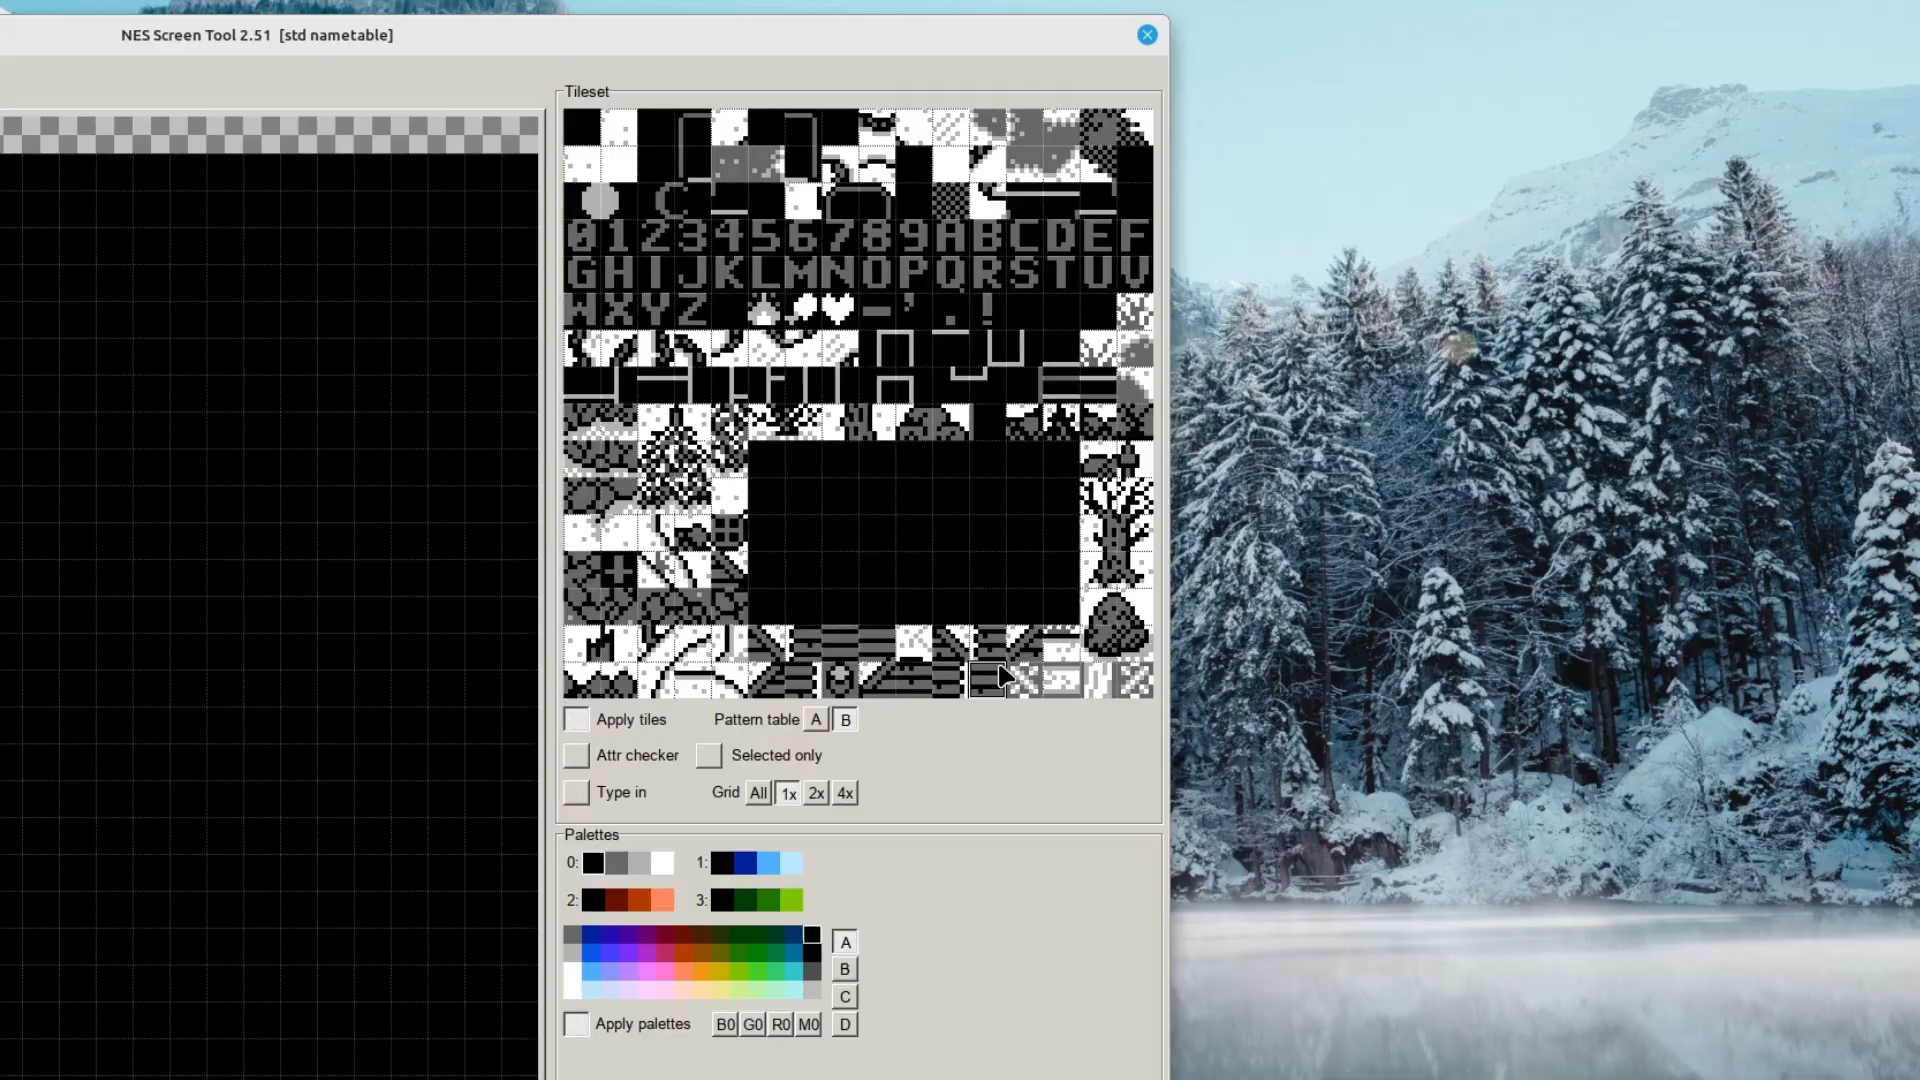 NES Screen Tool 2.51 [std nametable]
Tileset
0123456789ABCDEF
GHIJKLMNOPQRSTUV
WXYZ - ' . !
Apply tiles Pattern table A B
Attr checker Selected only
Type in Grid All 1x 2x 4x
Palettes
0: 1:
2: 3:
A
B
C
Apply palettes B0 G0 R0 M0 D